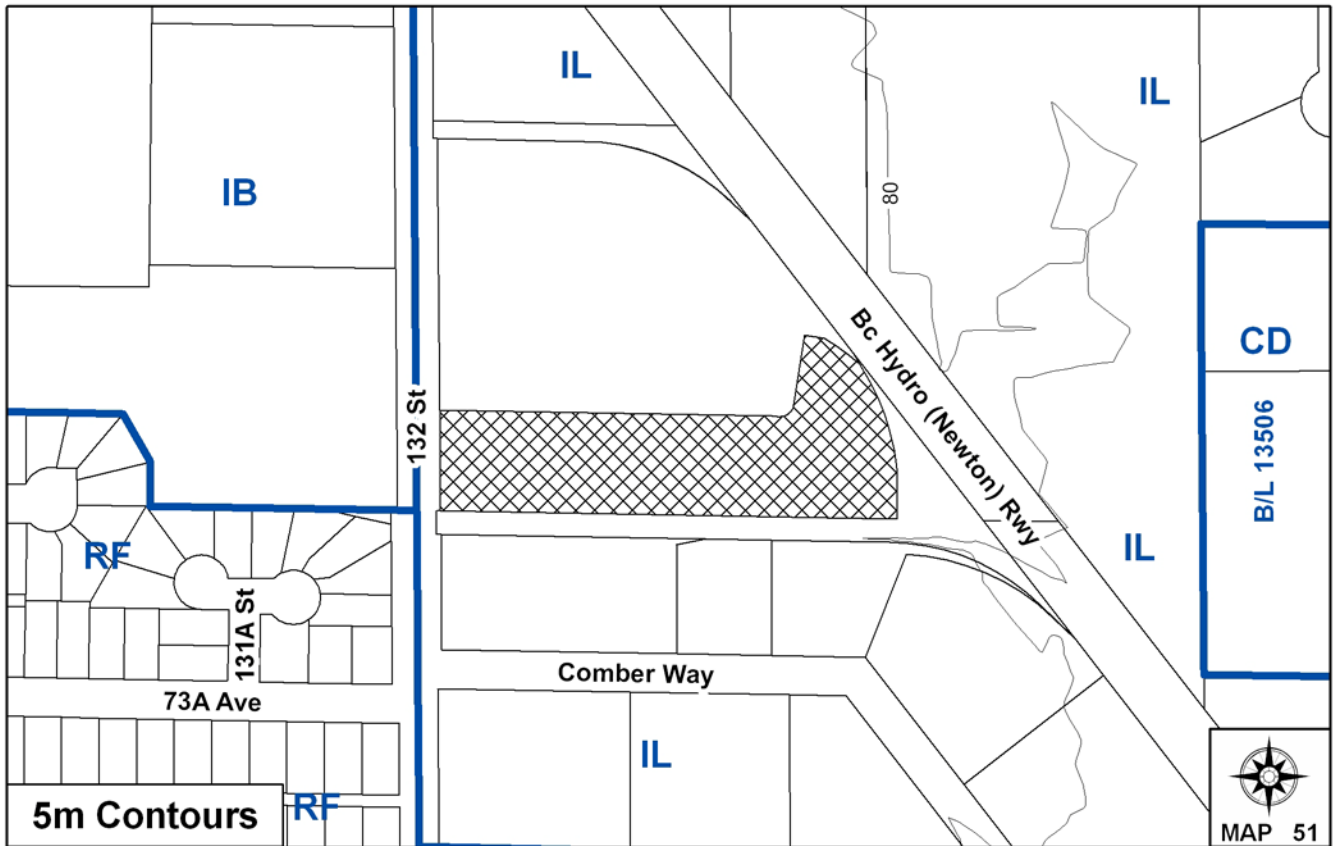 IL
IL
IB
80
Bc Hydro (Newton) Rwy
CD
132 St
B/L 13506
RF
IL
131A St
Comber Way
73A Ave
IL
RF
5m Contours
MAP 51